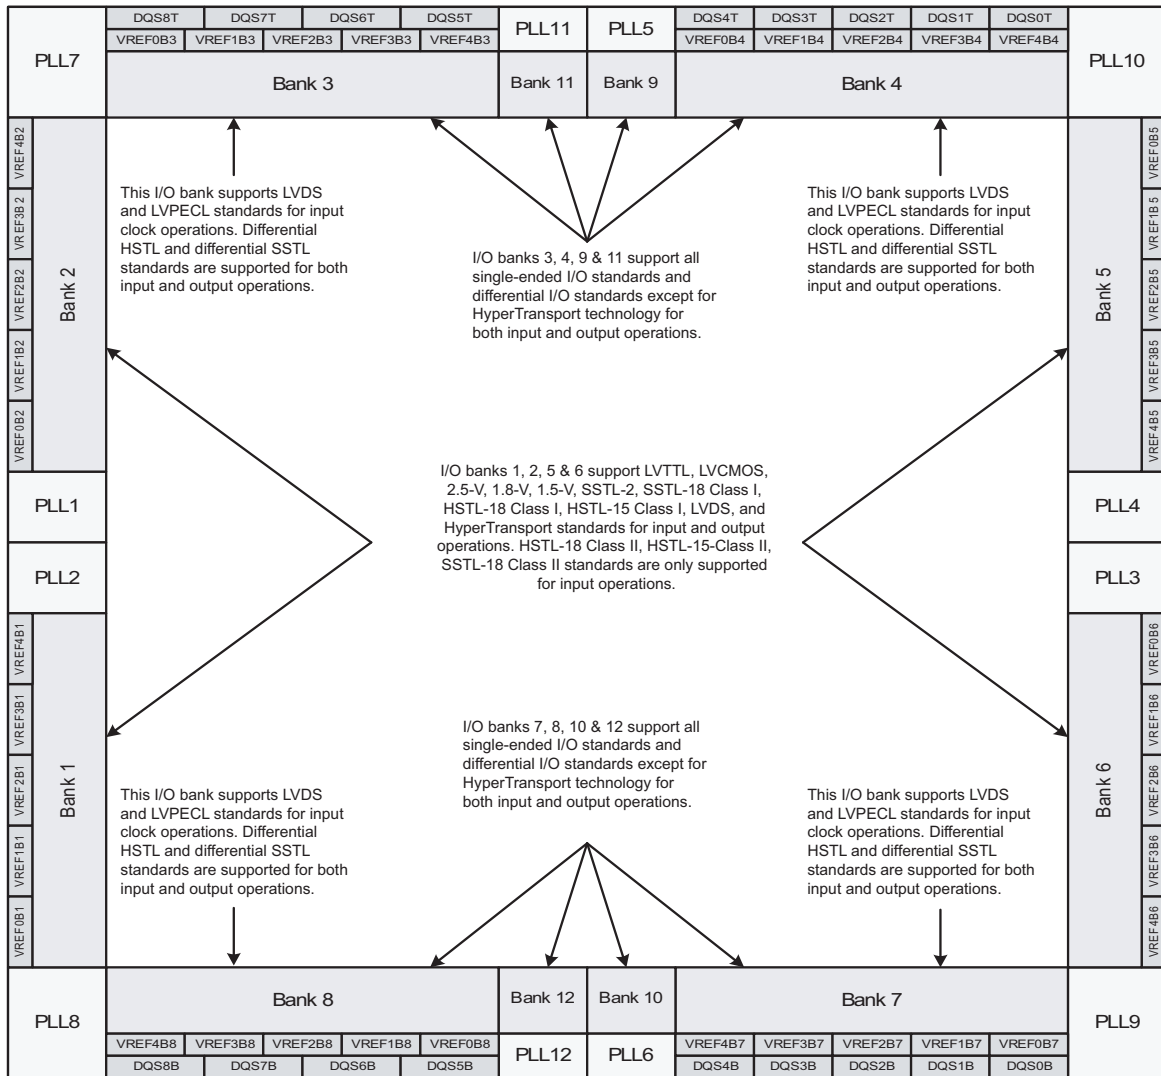 DQS8T DQS7T DQS6T DQS5T
PLL11 PLL5
DQS4T DQS3T DQS2T DQS1T DQS0T
VREF0B3 VREF1B3 VREF2B3 VREF3B3 VREF4B3
VREF0B4 VREF1B4 VREF2B4 VREF3B4 VREF4B4
PLL7
Bank 3
Bank 11
Bank 9
Bank 4
PLL10
VREF4B2
VREF3B2
VREF2B2
VREF1B2
VREF0B2
Bank 2
This I/O bank supports LVDS
and LVPECL standards for input
clock operations. Differential
HSTL and differential SSTL
standards are supported for both
input and output operations.
I/O banks 3, 4, 9 & 11 support all
single-ended I/O standards and
differential I/O standards except for
HyperTransport technology for
both input and output operations.
This I/O bank supports LVDS
and LVPECL standards for input
clock operations. Differential
HSTL and differential SSTL
standards are supported for both
input and output operations.
Bank 5
VREF0B5
VREF1B5
VREF2B5
VREF3B5
VREF4B5
PLL1
PLL2
I/O banks 1, 2, 5 & 6 support LVTTL, LVCMOS,
2.5-V, 1.8-V, 1.5-V, SSTL-2, SSTL-18 Class I,
HSTL-18 Class I, HSTL-15 Class I, LVDS, and
HyperTransport standards for input and output
operations. HSTL-18 Class II, HSTL-15-Class II,
SSTL-18 Class II standards are only supported
for input operations.
PLL4
PLL3
VREF4B1
VREF3B1
VREF2B1
VREF1B1
VREF0B1
Bank 1
This I/O bank supports LVDS
and LVPECL standards for input
clock operations. Differential
HSTL and differential SSTL
standards are supported for both
input and output operations.
I/O banks 7, 8, 10 & 12 support all
single-ended I/O standards and
differential I/O standards except for
HyperTransport technology for
both input and output operations.
This I/O bank supports LVDS
and LVPECL standards for input
clock operations. Differential
HSTL and differential SSTL
standards are supported for both
input and output operations.
Bank 6
VREF0B6
VREF1B6
VREF2B6
VREF3B6
VREF4B6
PLL8
Bank 8
Bank 12
Bank 10
Bank 7
PLL9
VREF4B8 VREF3B8 VREF2B8 VREF1B8 VREF0B8
PLL12 PLL6
VREF4B7 VREF3B7 VREF2B7 VREF1B7 VREF0B7
DQS8B DQS7B DQS6B DQS5B
DQS4B DQS3B DQS2B DQS1B DQS0B